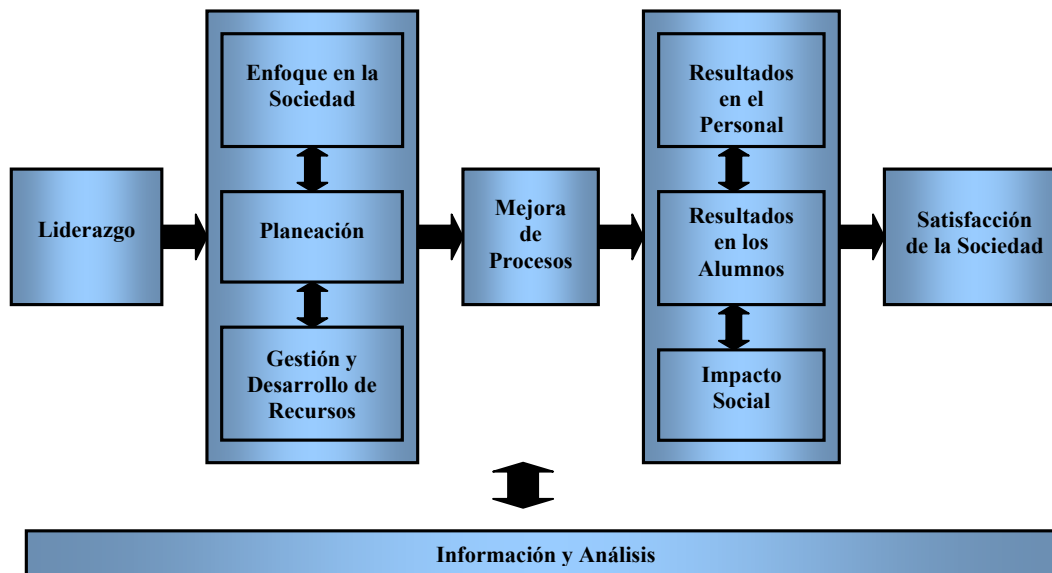 Liderazgo
Enfoque en la
Sociedad
Planeación
Gestión y
Desarrollo de
Recursos
Mejora
de
Procesos
Resultados
en el
Personal
Resultados
en los
Alumnos
Impacto
Social
Satisfacción
de la Sociedad
Información y Análisis